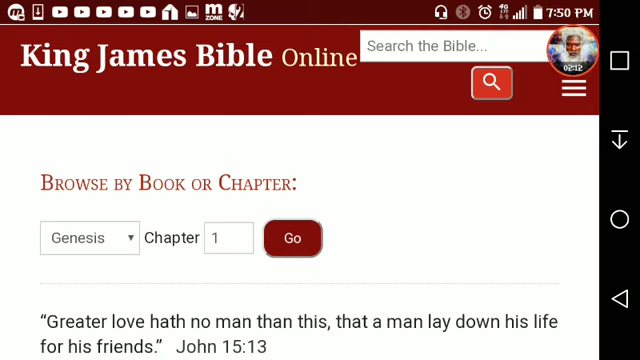 m ZONE 4G 7:50 PM
King James Bible Online
Search the Bible...
02:12
Browse by Book or Chapter:
Genesis Chapter 1 Go
“Greater love hath no man than this, that a man lay down his life
for his friends.” John 15:13